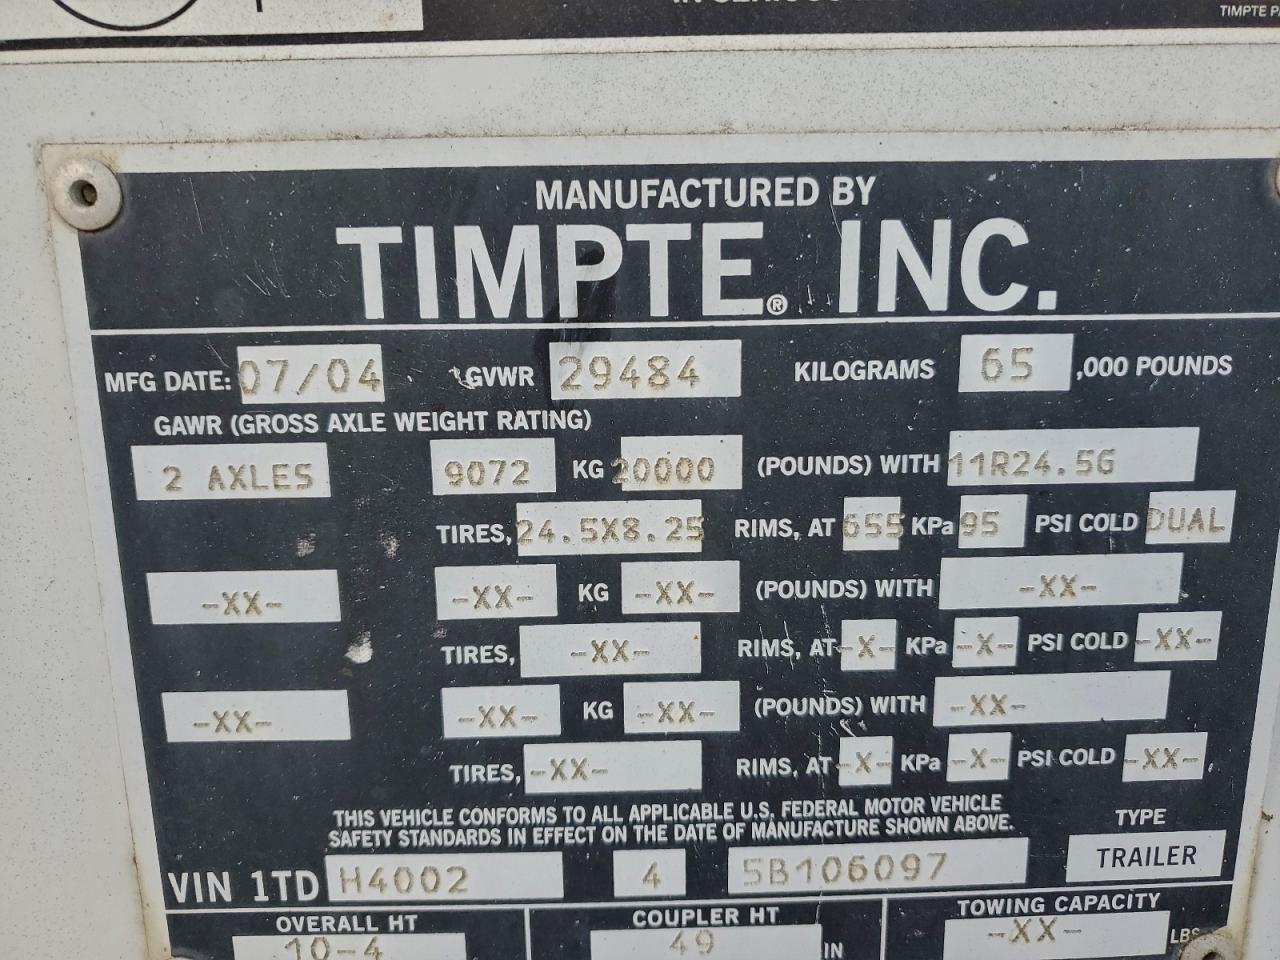 TIMPTE
MANUFACTURED BY
TIMPTE® INC.
MFG DATE: 07/04 GVWR 29484 KILOGRAMS 65 ,000 POUNDS
GAWR (GROSS AXLE WEIGHT RATING)
2 AXLES 9072 KG 20000 (POUNDS) WITH 11R24.5G
TIRES, 24.5X8.25 RIMS, AT 655 KPa 95 PSI COLD DUAL
-XX- -XX- KG -XX- (POUNDS) WITH -XX-
TIRES, -XX- RIMS, AT -X- KPa -X- PSI COLD -XX-
-XX- -XX- KG -XX- (POUNDS) WITH -XX-
TIRES, -XX- RIMS, AT -X- KPa -X- PSI COLD -XX-
THIS VEHICLE CONFORMS TO ALL APPLICABLE U.S. FEDERAL MOTOR VEHICLE
SAFETY STANDARDS IN EFFECT ON THE DATE OF MANUFACTURE SHOWN ABOVE.
TYPE
VIN 1TD H4002 4 5B106097 TRAILER
OVERALL HT COUPLER HT TOWING CAPACITY
10-4 49 IN -XX- LBS